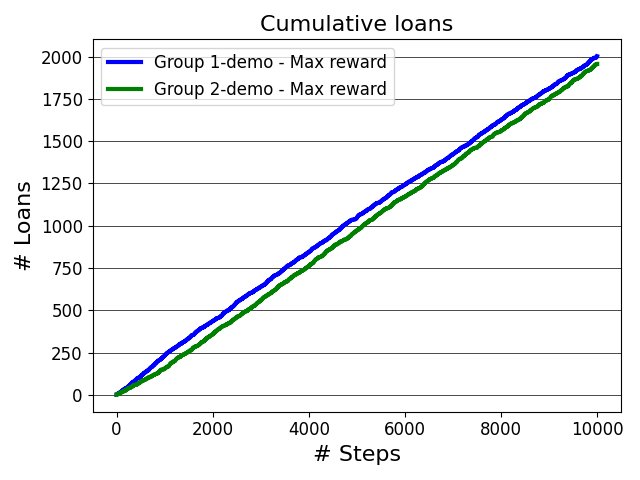 Cumulative loans
Group 1-demo - Max reward
Group 2-demo - Max reward
# Loans
2000
1750
1500
1250
1000
750
500
250
0
0 2000 4000 6000 8000 10000
# Steps